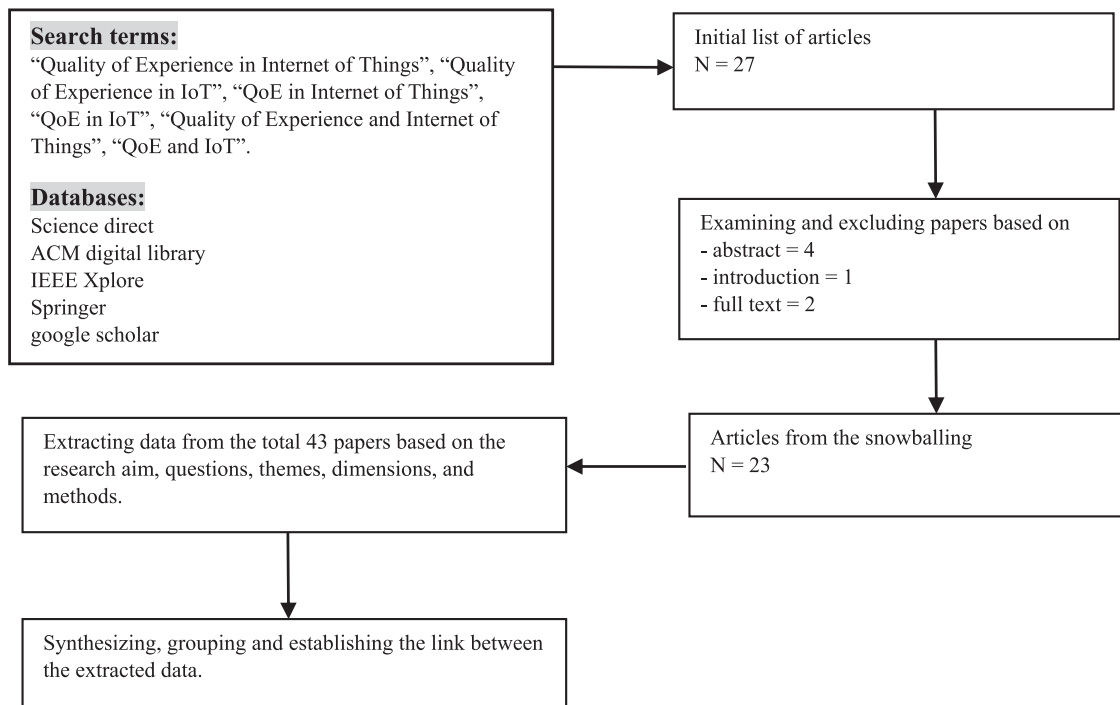 Search terms:
“Quality of Experience in Internet of Things”, “Quality
of Experience in IoT”, “QoE in Internet of Things”,
“QoE in IoT”, “Quality of Experience and Internet of
Things”, “QoE and IoT”.
Databases:
Science direct
ACM digital library
IEEE Xplore
Springer
google scholar
Initial list of articles
N = 27
Examining and excluding papers based on
- abstract = 4
- introduction = 1
- full text = 2
Articles from the snowballing
N = 23
Extracting data from the total 43 papers based on the
research aim, questions, themes, dimensions, and
methods.
Synthesizing, grouping and establishing the link between
the extracted data.